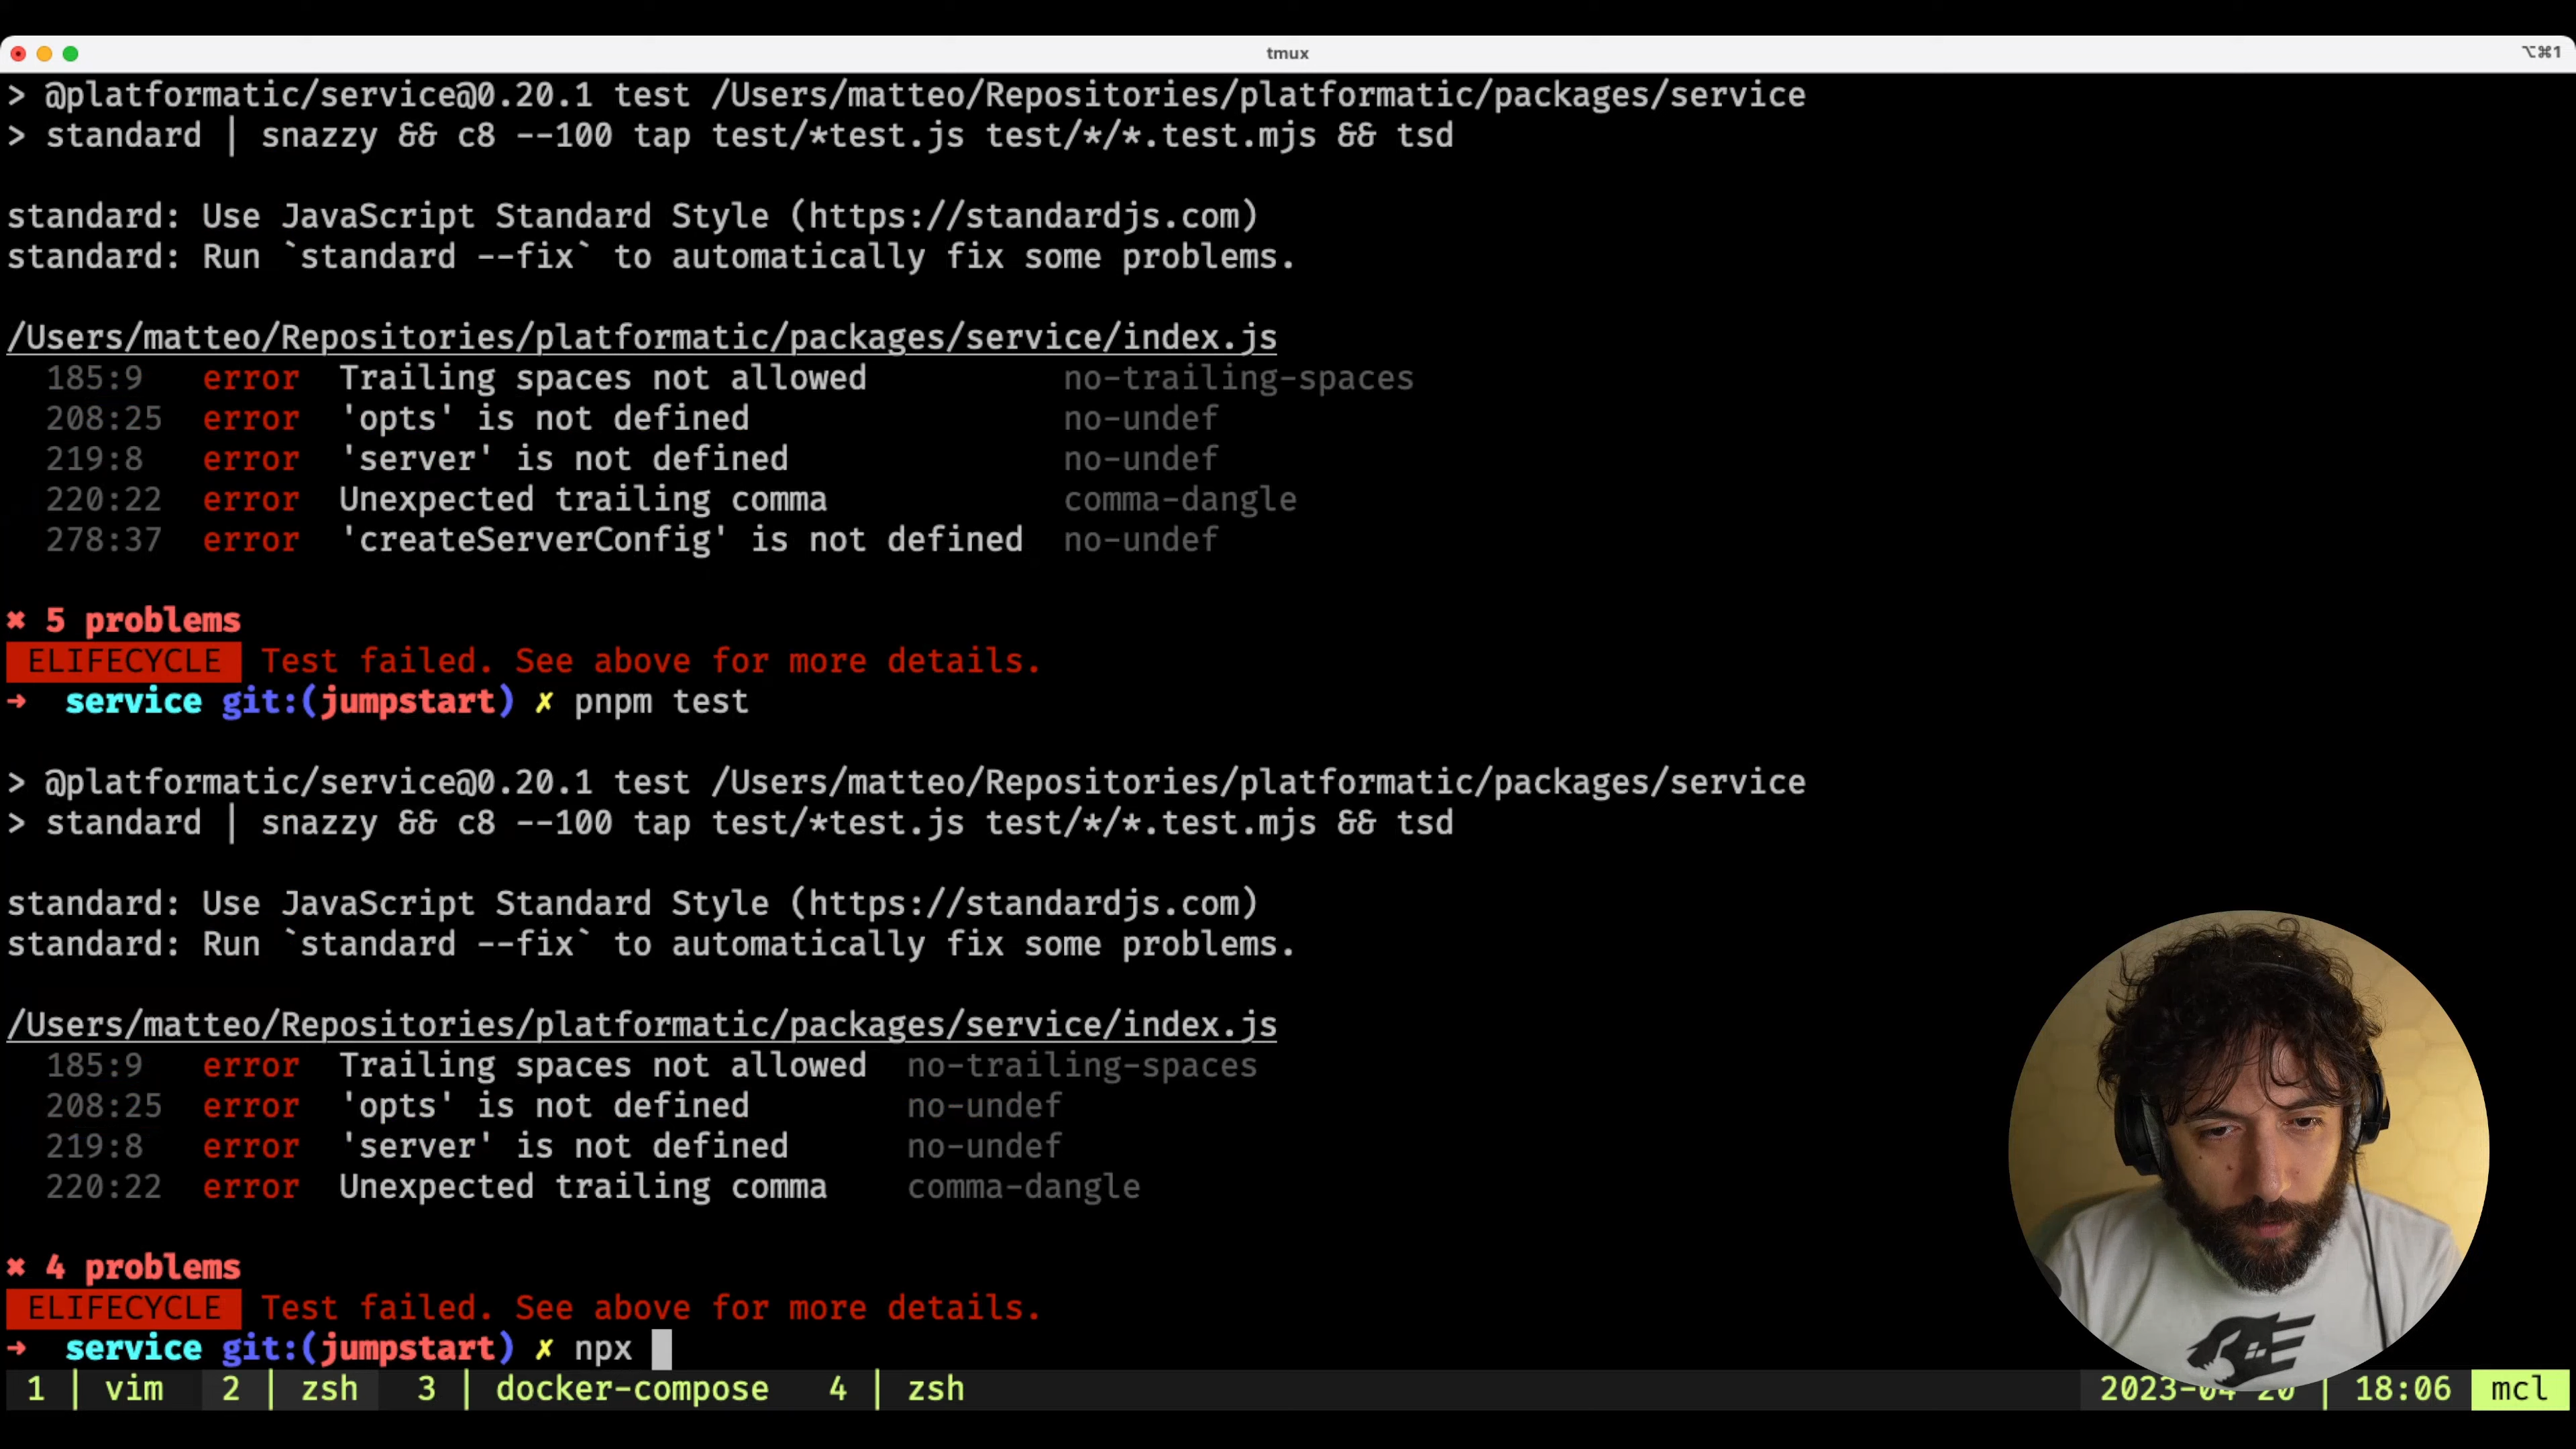 tmux
⌥⌘1
> @platformatic/service@0.20.1 test /Users/matteo/Repositories/platformatic/packages/service
> standard | snazzy && c8 --100 tap test/*test.js test/*/*.test.mjs && tsd
standard: Use JavaScript Standard Style (https://standardjs.com)
standard: Run `standard --fix` to automatically fix some problems.
/Users/matteo/Repositories/platformatic/packages/service/index.js
185:9 error Trailing spaces not allowed no-trailing-spaces
208:25 error 'opts' is not defined no-undef
219:8 error 'server' is not defined no-undef
220:22 error Unexpected trailing comma comma-dangle
278:37 error 'createServerConfig' is not defined no-undef
✖ 5 problems
ELIFECYCLE Test failed. See above for more details.
➜ service git:(jumpstart) ✗ pnpm test
> @platformatic/service@0.20.1 test /Users/matteo/Repositories/platformatic/packages/service
> standard | snazzy && c8 --100 tap test/*test.js test/*/*.test.mjs && tsd
standard: Use JavaScript Standard Style (https://standardjs.com)
standard: Run `standard --fix` to automatically fix some problems.
/Users/matteo/Repositories/platformatic/packages/service/index.js
185:9 error Trailing spaces not allowed no-trailing-spaces
208:25 error 'opts' is not defined no-undef
219:8 error 'server' is not defined no-undef
220:22 error Unexpected trailing comma comma-dangle
✖ 4 problems
ELIFECYCLE Test failed. See above for more details.
➜ service git:(jumpstart) ✗ npx
1 | vim 2 | zsh 3 | docker-compose 4 | zsh 2023-04-20 | 18:06 mcl